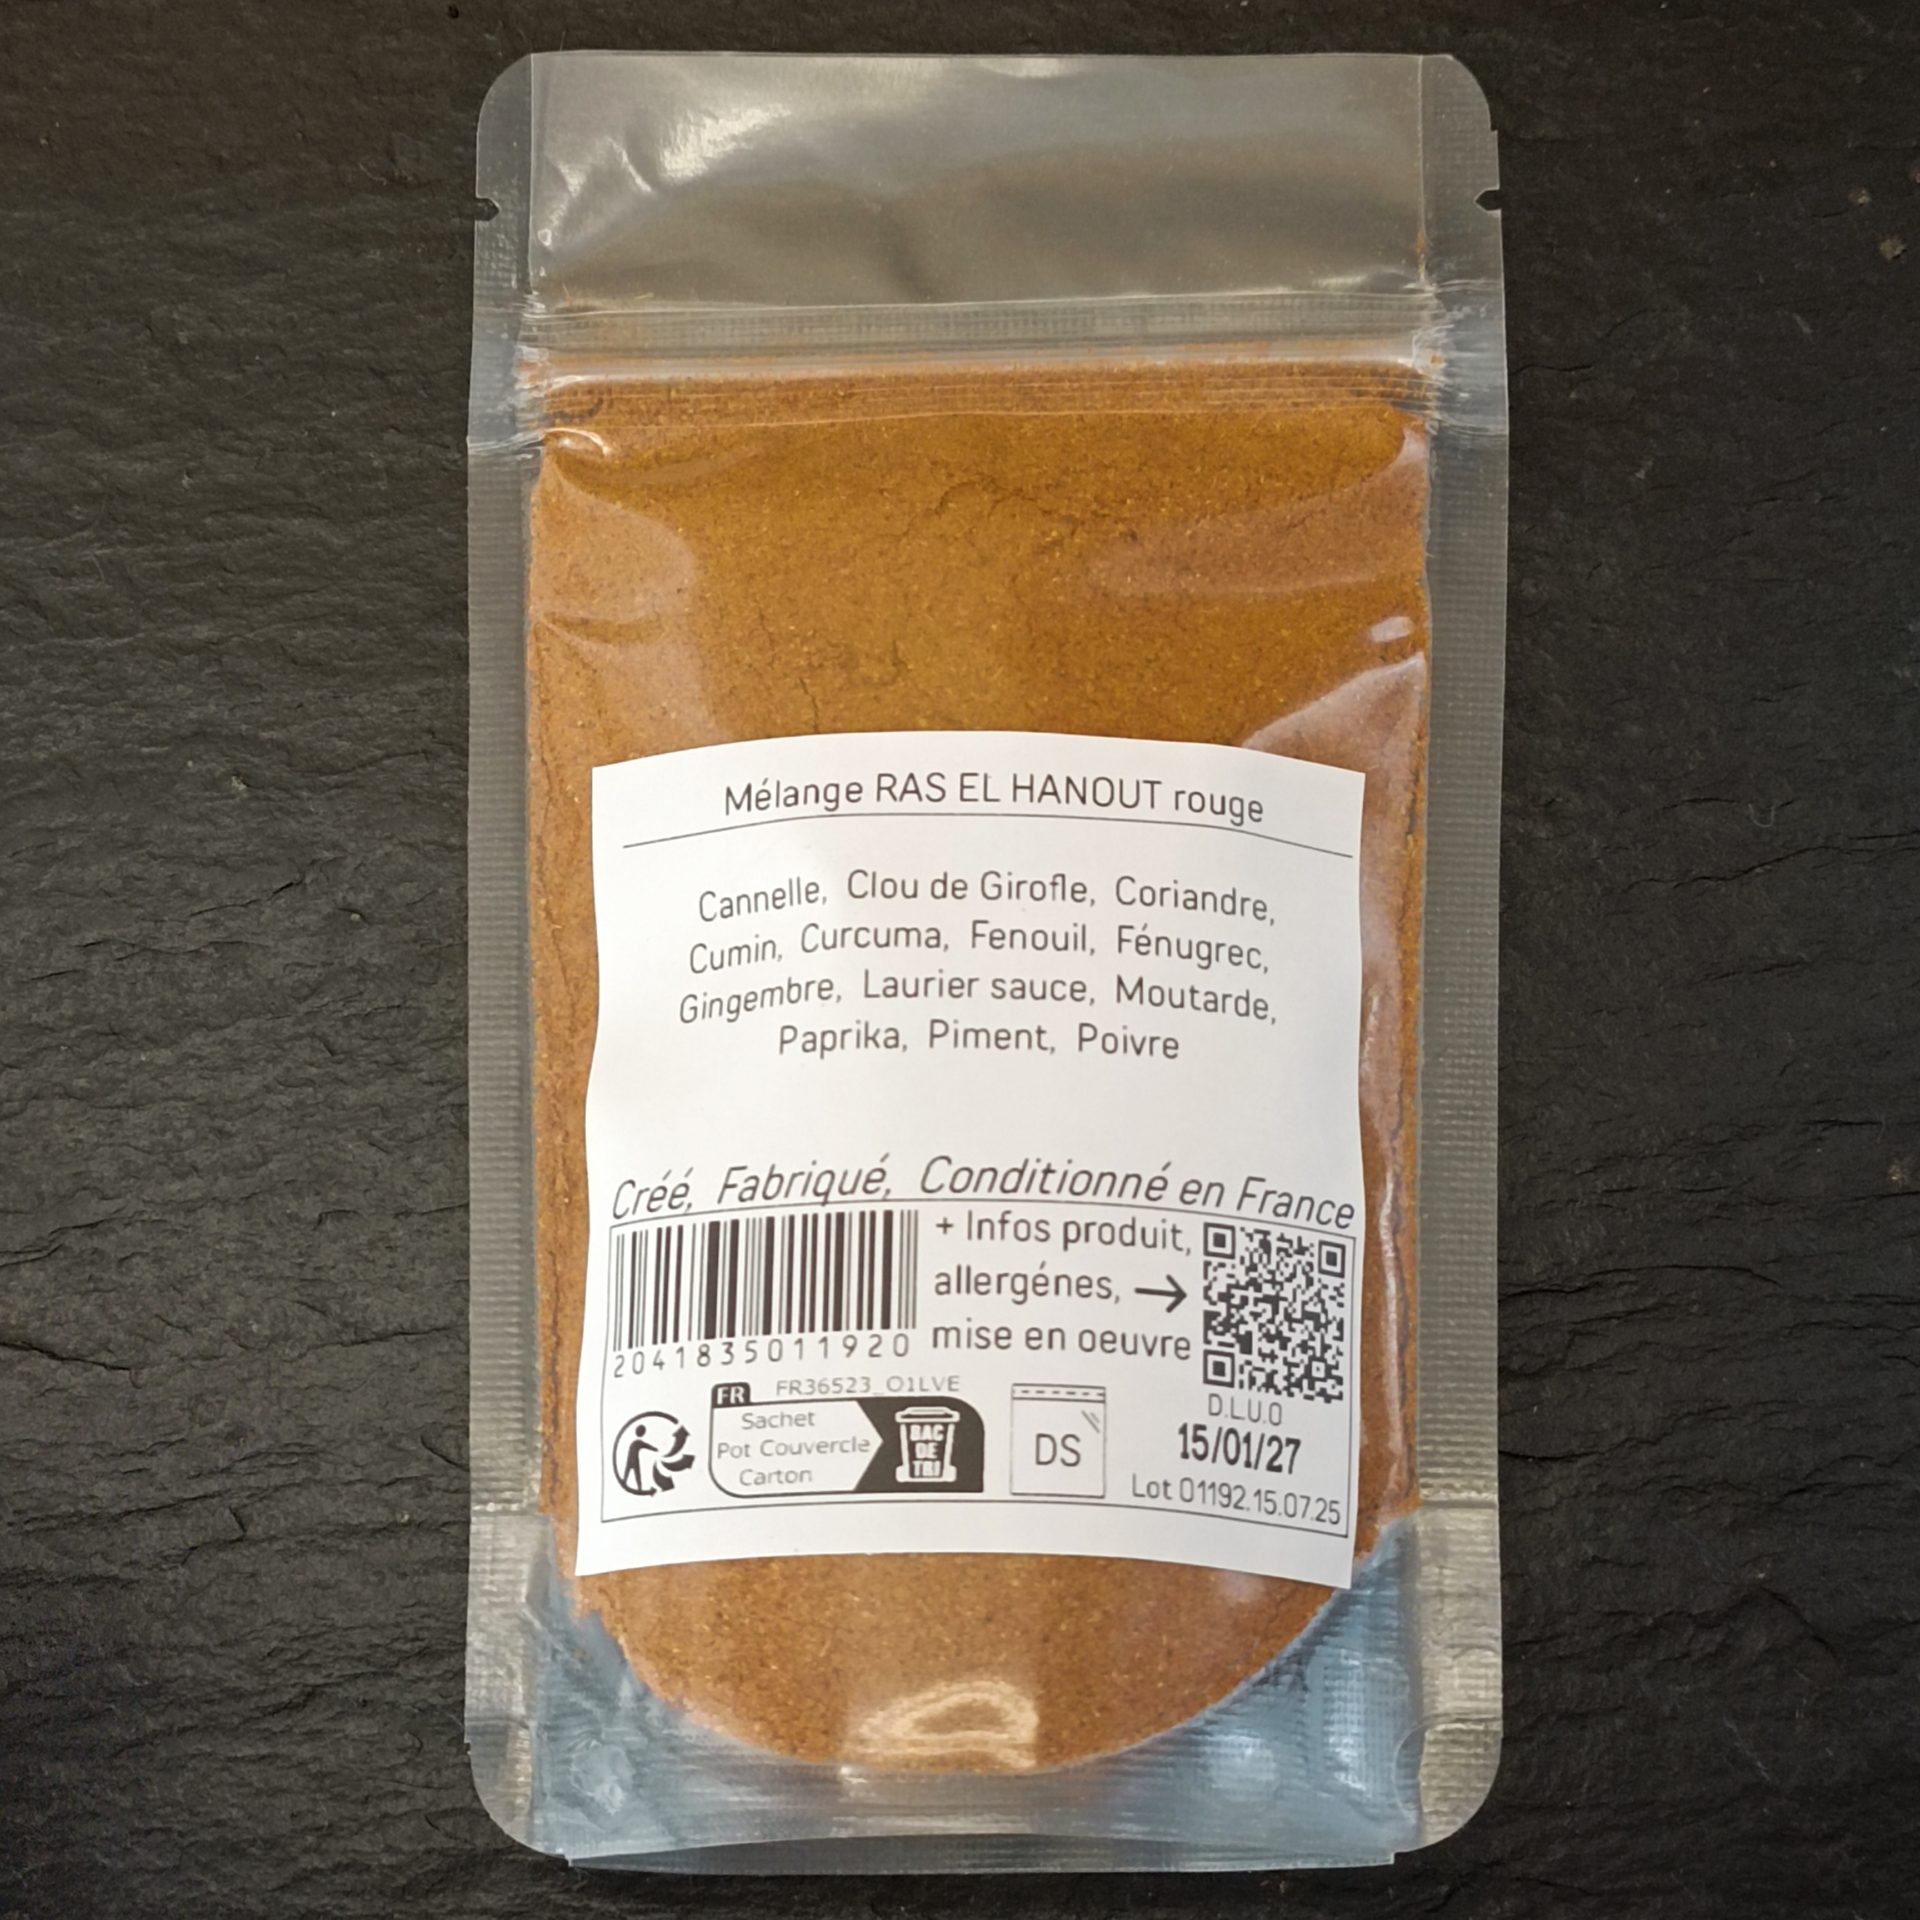 Mélange RAS EL HANOUT rouge
Cannelle, Clou de Girofle, Coriandre,
Cumin, Curcuma, Fenouil, Fénugrec,
Gingembre, Laurier sauce, Moutarde,
Paprika, Piment, Poivre
Créé, Fabriqué, Conditionné en France
+ Infos produit,
allergénes, →
mise en oeuvre
2041835011920
FR
FR36523_O1LVE
Sachet
Pot Couvercle
Carton
BAC
DE
TRI
DS
D.L.U.O
15/01/27
Lot 01192.15.07.25